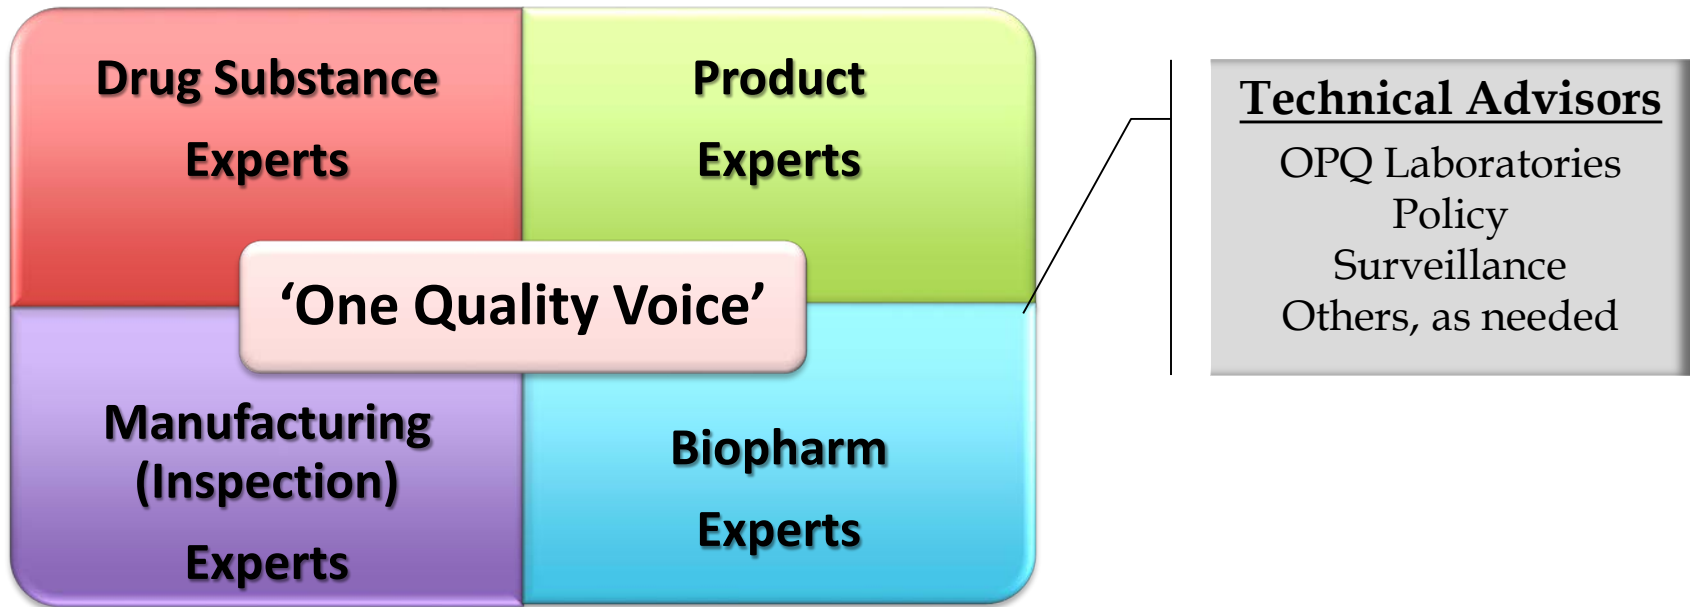 Drug Substance
Experts
Product
Experts
‘One Quality Voice’
Manufacturing
(Inspection)
Experts
Biopharm
Experts
Technical Advisors
OPQ Laboratories
Policy
Surveillance
Others, as needed